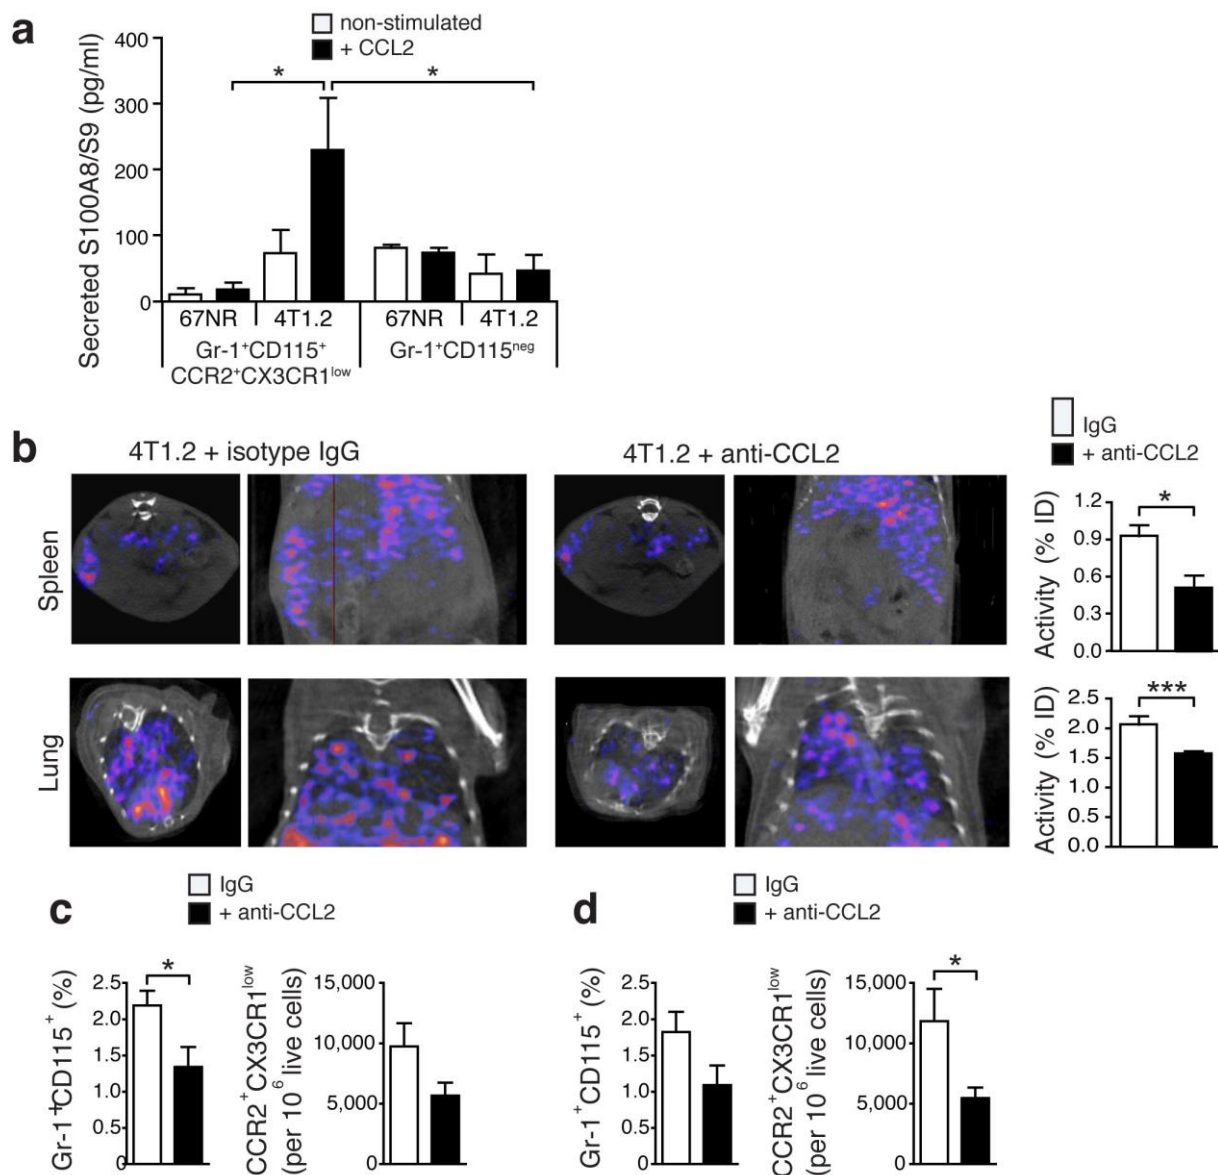 a
non-stimulated
+ CCL2
Secreted S100A8/S9 (pg/ml)
400
300
200
100
0
*
*
67NR
4T1.2
67NR
4T1.2
Gr-1⁺CD115⁺
CCR2⁺CX3CR1ˡᵒʷ
Gr-1⁺CD115ⁿᵉᵍ
b
4T1.2 + isotype IgG
4T1.2 + anti-CCL2
IgG
+ anti-CCL2
Spleen
Activity (% ID)
1.2
0.9
0.6
0.3
0.0
*
Lung
Activity (% ID)
2.5
2.0
1.5
1.0
0.5
0.0
***
c
IgG
+ anti-CCL2
Gr-1⁺CD115⁺ (%)
2.5
2.0
1.5
1.0
0.5
0
*
CCR2⁺CX3CR1ˡᵒʷ
(per 10⁶ live cells)
15,000
10,000
5,000
0
d
IgG
+ anti-CCL2
Gr-1⁺CD115⁺ (%)
2.5
2.0
1.5
1.0
0.5
0
CCR2⁺CX3CR1ˡᵒʷ
(per 10⁶ live cells)
15,000
10,000
5,000
0
*